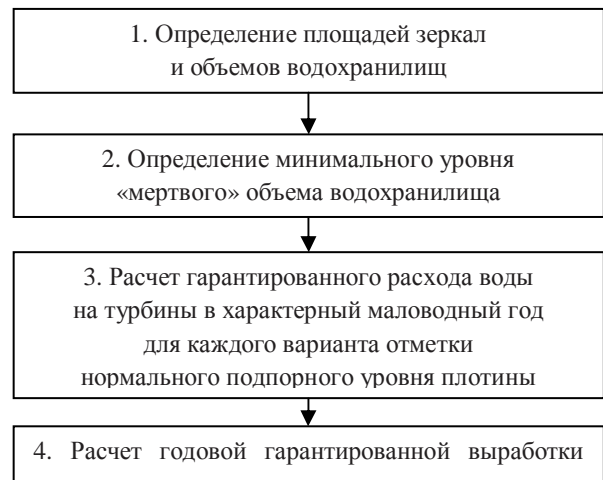 1. Определение площадей зеркал
и объемов водохранилищ
2. Определение минимального уровня
«мертвого» объема водохранилища
3. Расчет гарантированного расхода воды
на турбины в характерный маловодный год
для каждого варианта отметки
нормального подпорного уровня плотины
4. Расчет годовой гарантированной выработки